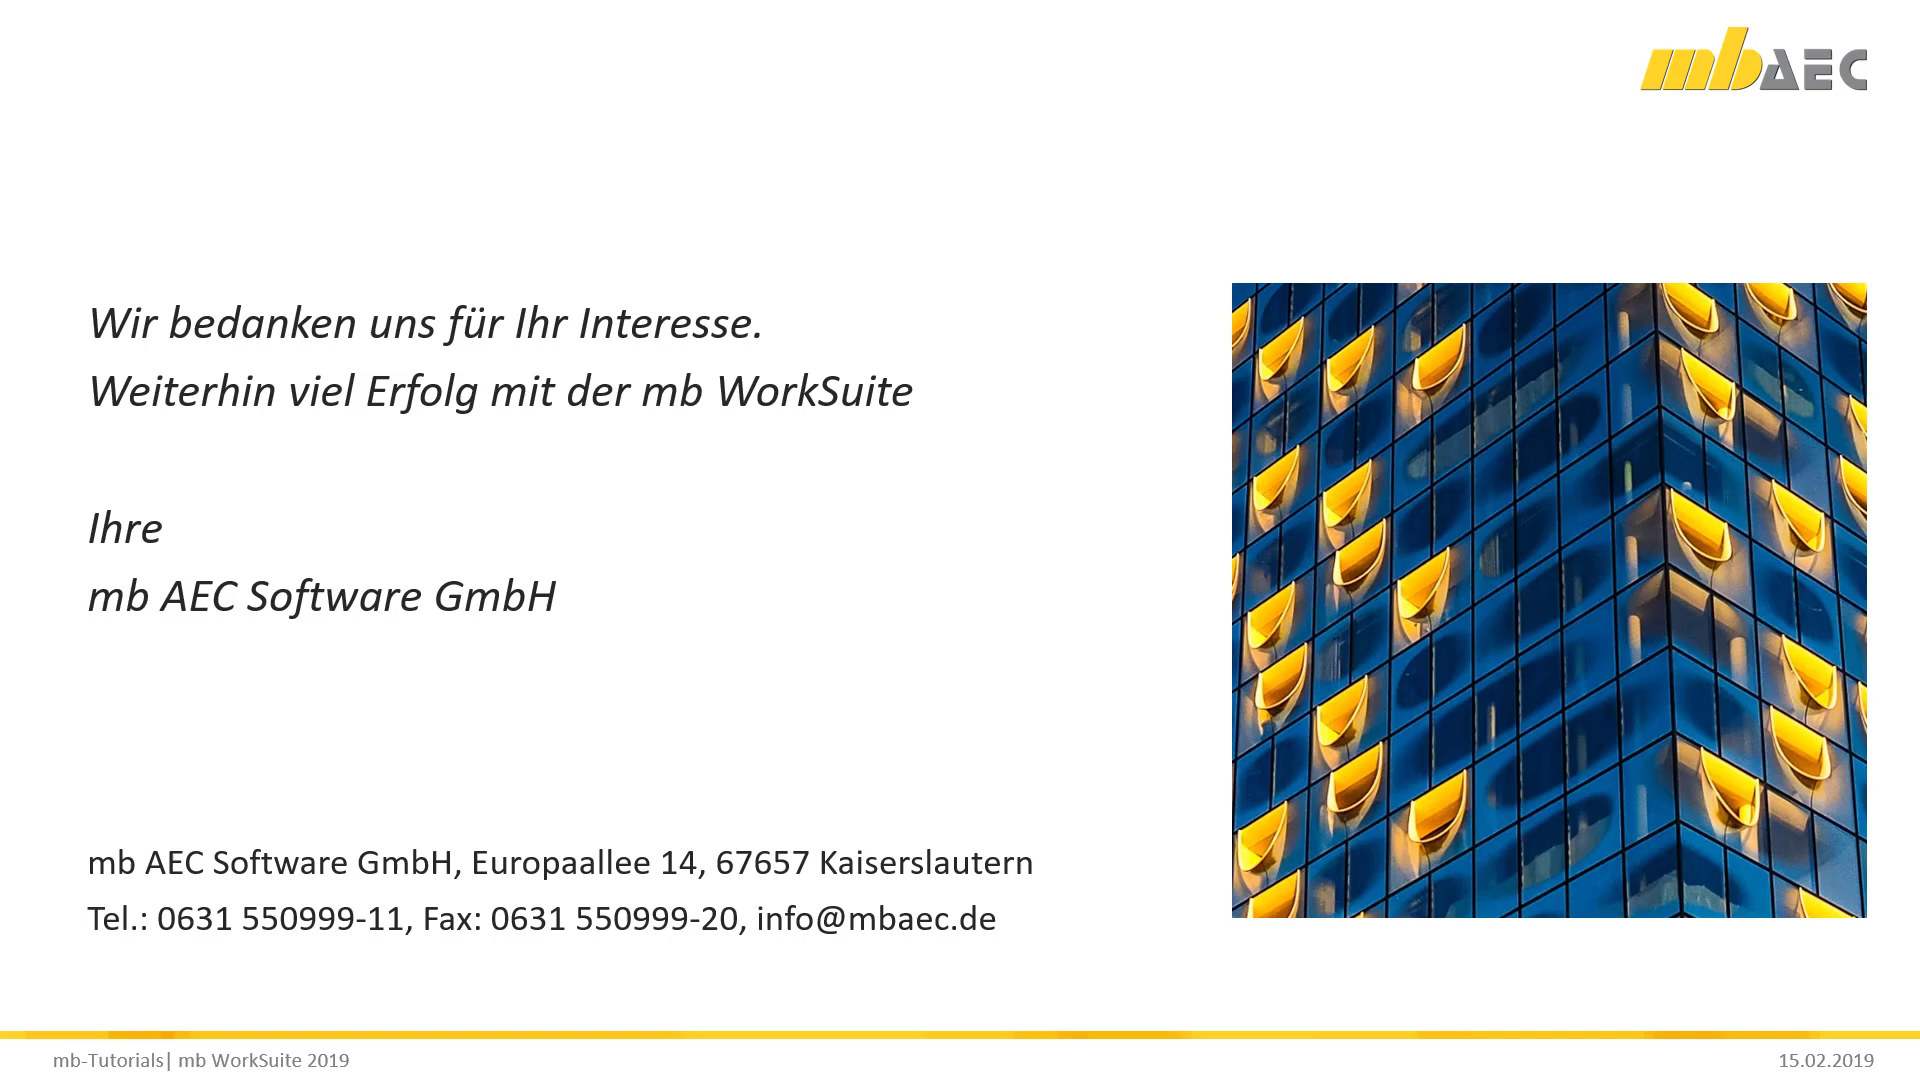 mbAEC
Wir bedanken uns für Ihr Interesse.
Weiterhin viel Erfolg mit der mb WorkSuite
Ihre
mb AEC Software GmbH
mb AEC Software GmbH, Europaallee 14, 67657 Kaiserslautern
Tel.: 0631 550999-11, Fax: 0631 550999-20, info@mbaec.de
mb-Tutorials| mb WorkSuite 2019
15.02.2019